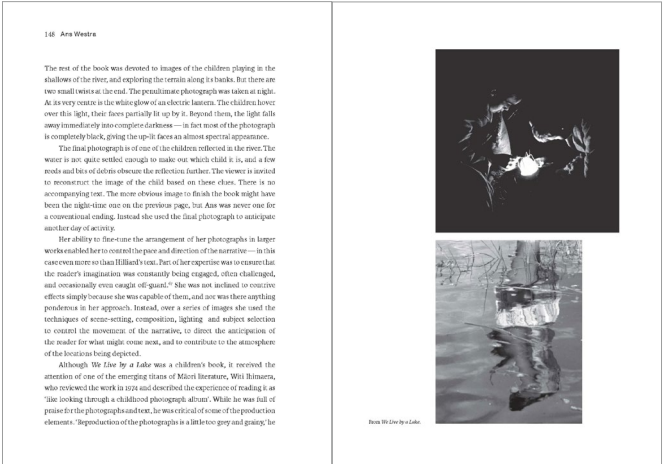 148 Ans Westra
The rest of the book was devoted to images of the children playing in the
shallows of the river, and exploring the terrain along its banks. But there are
two small twists at the end. The penultimate photograph was taken at night.
At its very centre is the white glow of an electric lantern. The children hover
over this light, their faces partially lit up by it. Beyond them, the light falls
away immediately into complete darkness — in fact most of the photograph
is completely black, giving the up-lit faces an almost spectral appearance.
The final photograph is of one of the children reflected in the river. The
water is not quite settled enough to make out which child it is, and a few
reeds and bits of debris obscure the reflection further. The viewer is invited
to reconstruct the image of the child based on these clues. There is no
accompanying text. The more obvious image to finish the book might have
been the night-time one on the previous page, but Ans was never one for
a conventional ending. Instead she used the final photograph to anticipate
another day of activity.
Her ability to fine-tune the arrangement of her photographs in larger
works enabled her to control the pace and direction of the narrative — in this
case even more so than Hilliard's text. Part of her expertise was to ensure that
the reader's imagination was constantly being engaged, often challenged,
and occasionally even caught off-guard. She was not inclined to contrive
effects simply because she was capable of them, and nor was there anything
ponderous in her approach. Instead, over a series of images she used the
techniques of scene-setting, composition, lighting and subject selection
to control the movement of the narrative, to direct the anticipation of
the reader for what might come next, and to contribute to the atmosphere
of the locations being depicted.
Although We Live by a Lake was a children's book, it received the
attention of one of the emerging titans of Māori literature, Witi Ihimaera,
who reviewed the work in 1974 and described the experience of reading it as
'like looking through a childhood photograph album'. While he was full of
praise for the photographs and text, he was critical of some of the production
elements. 'Reproduction of the photographs is a little too grey and grainy,' he
From We Live by a Lake.